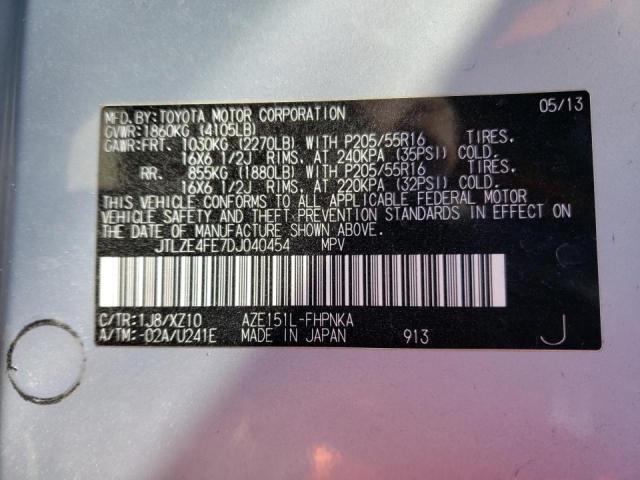 MFD.BY:TOYOTA MOTOR CORPORATION 05/13
GVWR:1860KG (4105LB)
GAWR:FRT. 1030KG (2270LB) WITH P205/55R16 TIRES.
16X6 1/2J RIMS. AT 240KPA (35PSI) COLD.
RR. 855KG (1880LB) WITH P205/55R16 TIRES.
16X6 1/2J RIMS. AT 220KPA (32PSI) COLD.
THIS VEHICLE CONFORMS TO ALL APPLICABLE FEDERAL MOTOR
VEHICLE SAFETY AND THEFT PREVENTION STANDARDS IN EFFECT ON
THE DATE OF MANUFACTURE SHOWN ABOVE.
JTLZE4FE7DJ040454 MPV
C/TR:1J8/XZ10 AZE151L-FHPNKA
A/TM:-02A/U241E MADE IN JAPAN 913 J